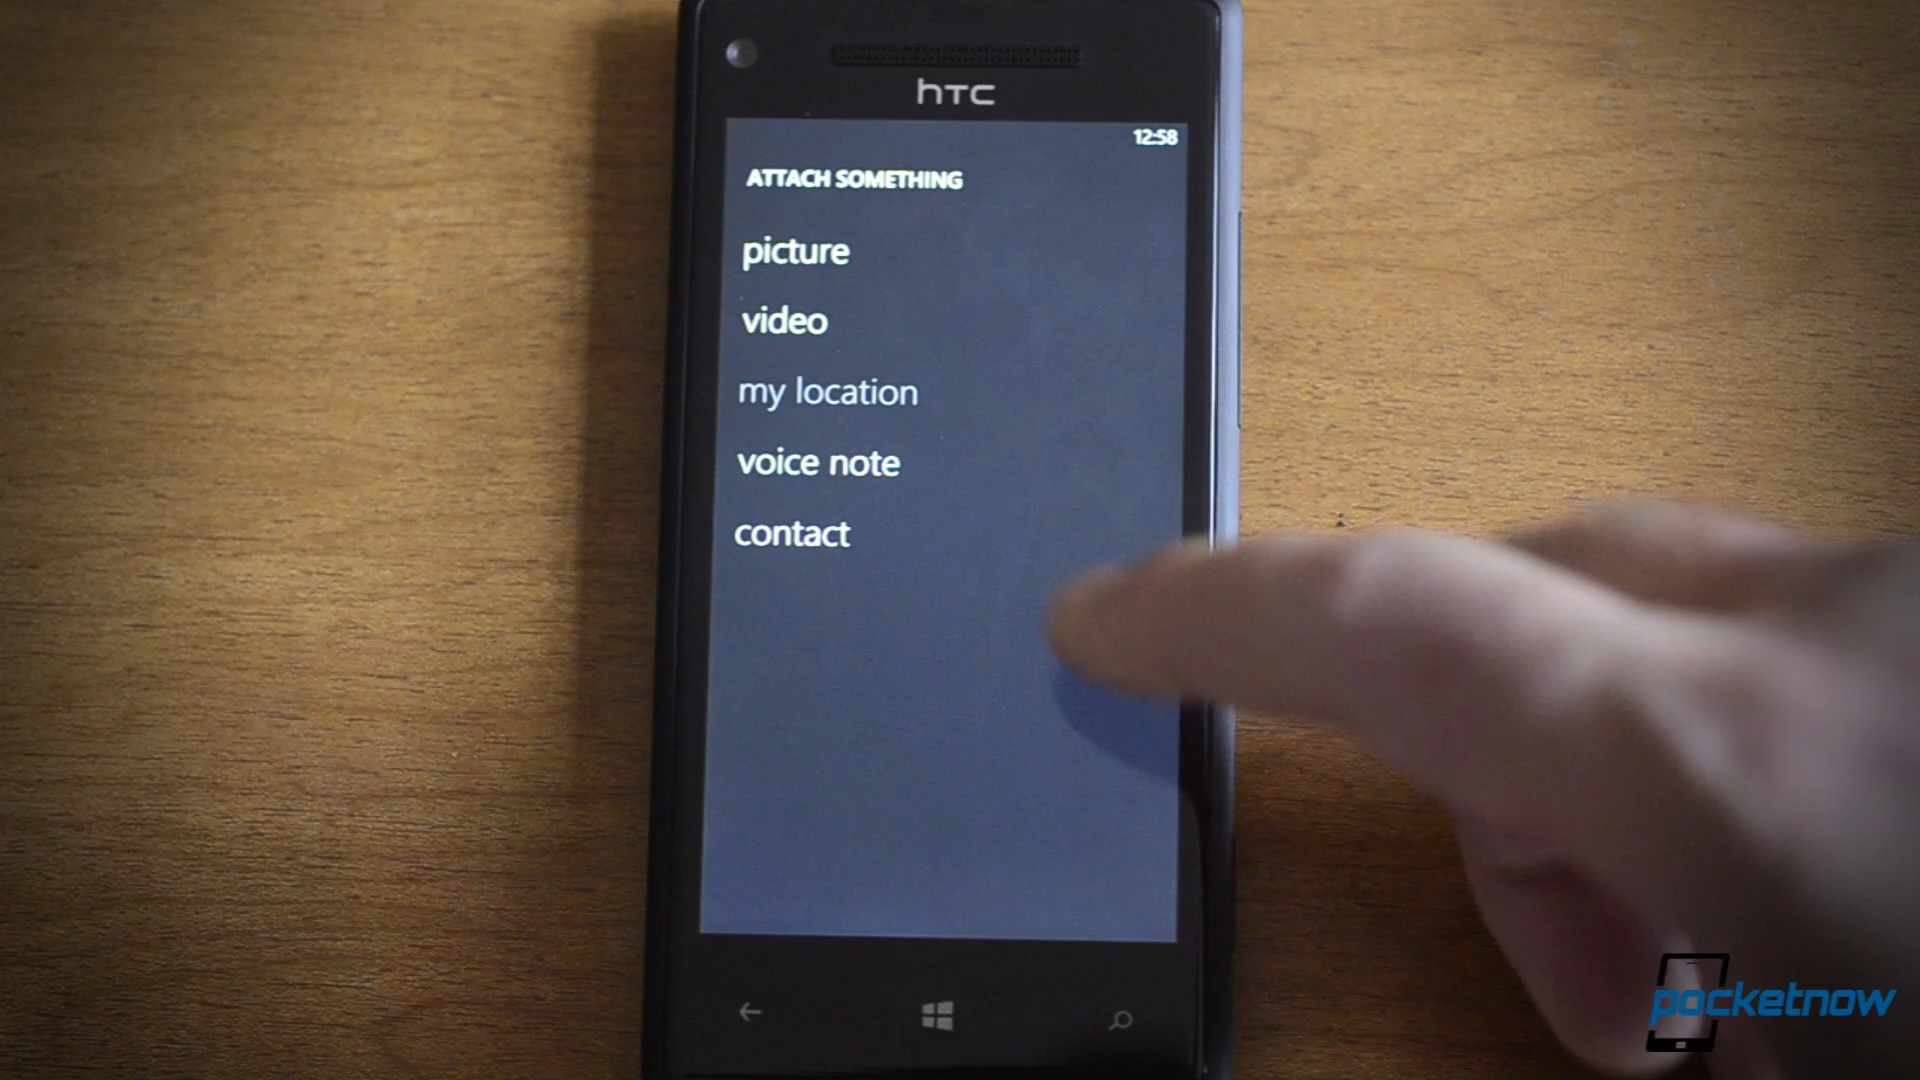 hTC
12:58
ATTACH SOMETHING
picture
video
my location
voice note
contact
pocketnow